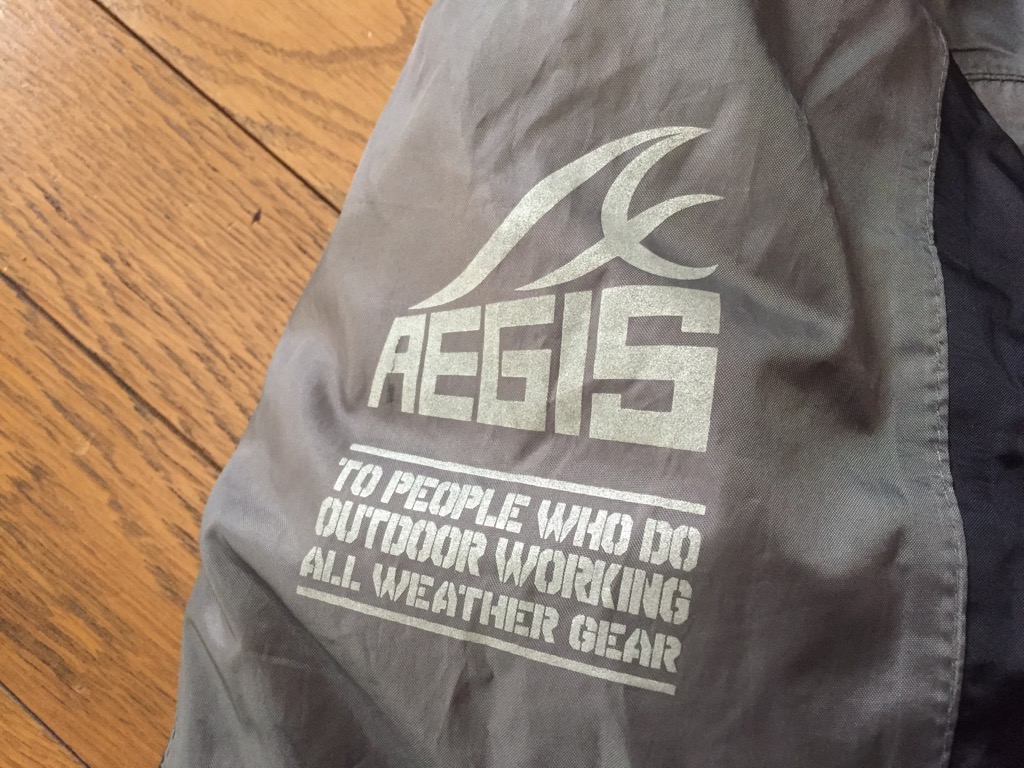 AEGIS
TO PEOPLE WHO DO
OUTDOOR WORKING
ALL WEATHER GEAR